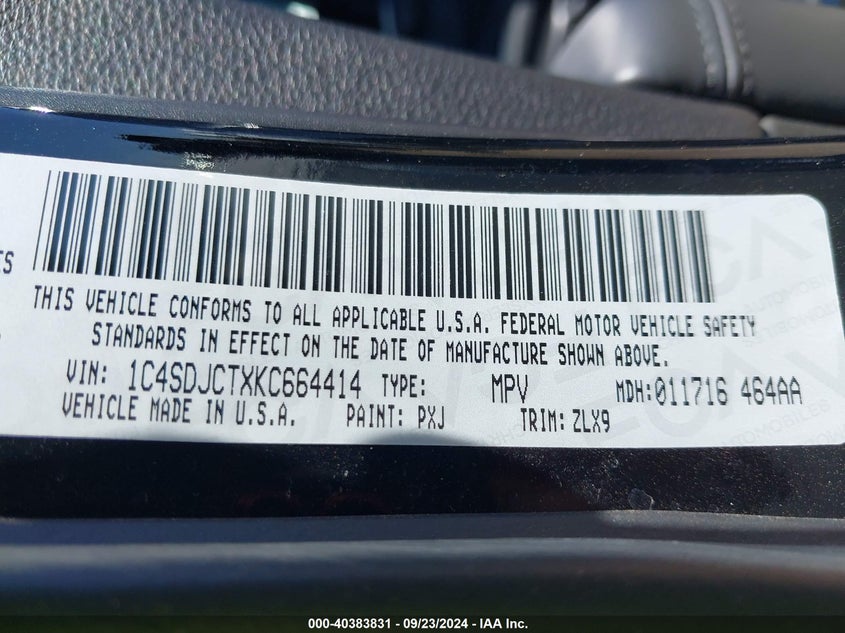 ES
THIS VEHICLE CONFORMS TO ALL APPLICABLE U.S.A. FEDERAL MOTOR VEHICLE SAFETY
STANDARDS IN EFFECT ON THE DATE OF MANUFACTURE SHOWN ABOVE.
VIN: 1C4SDJCTXKC664414 TYPE: MPV MDH:011716 464AA
VEHICLE MADE IN U.S.A. PAINT: PXJ TRIM: ZLX9
000-40383831 - 09/23/2024 - IAA Inc.